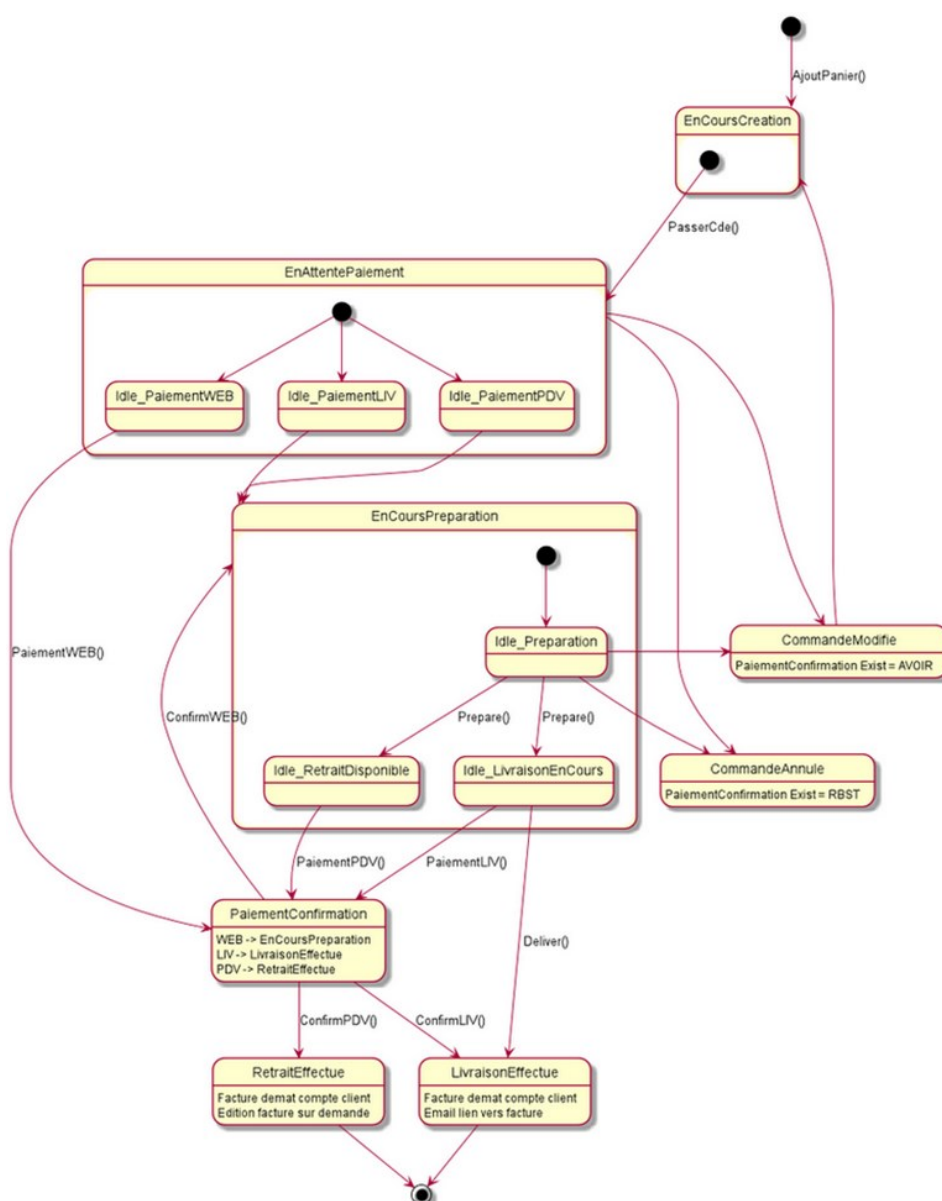 AjoutPanier()
EnCoursCreation
PasserCde()
EnAttentePaiement
Idle_PaiementWEB
Idle_PaiementLIV
Idle_PaiementPDV
EnCoursPreparation
Idle_Preparation
CommandeModifie
PaiementConfirmation Exist = AVOIR
PaiementWEB()
ConfirmWEB()
Prepare()
Prepare()
Idle_RetraitDisponible
Idle_LivraisonEnCours
CommandeAnnule
PaiementConfirmation Exist = RBST
PaiementPDV()
PaiementLIV()
PaiementConfirmation
WEB -> EnCoursPreparation
LIV -> LivraisonEffectue
PDV -> RetraitEffectue
Deliver()
ConfirmPDV()
ConfirmLIV()
RetraitEffectue
Facture demat compte client
Edition facture sur demande
LivraisonEffectue
Facture demat compte client
Email lien vers facture